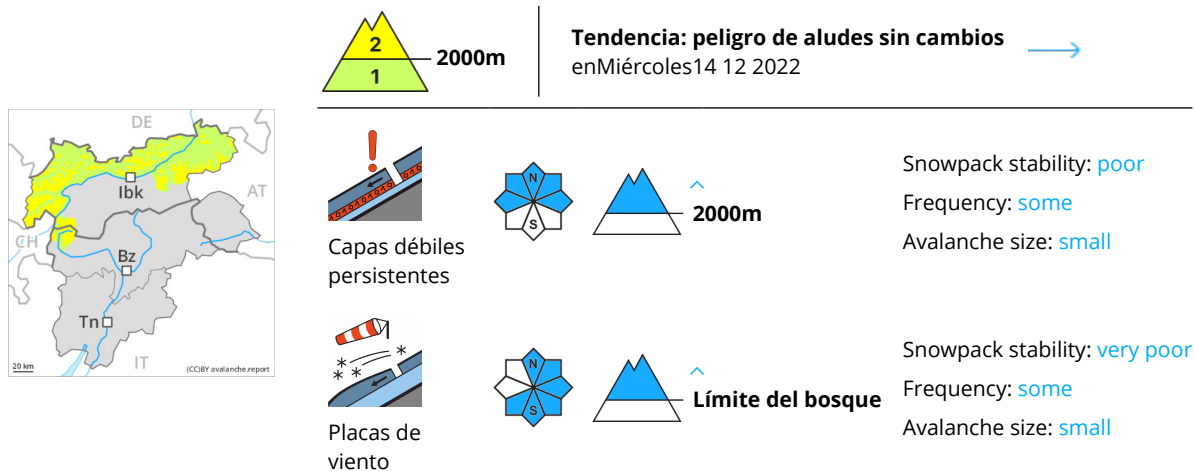 2
1
2000m
Tendencia: peligro de aludes sin cambios
enMiércoles14 12 2022
DE
AT
CH
IT
Ibk
Bz
Tn
20 km
(CC)BY avalanche.report
N
S
2000m
Capas débiles
persistentes
Snowpack stability: poor
Frequency: some
Avalanche size: small
N
S
Límite del bosque
Placas de
viento
Snowpack stability: very poor
Frequency: some
Avalanche size: small